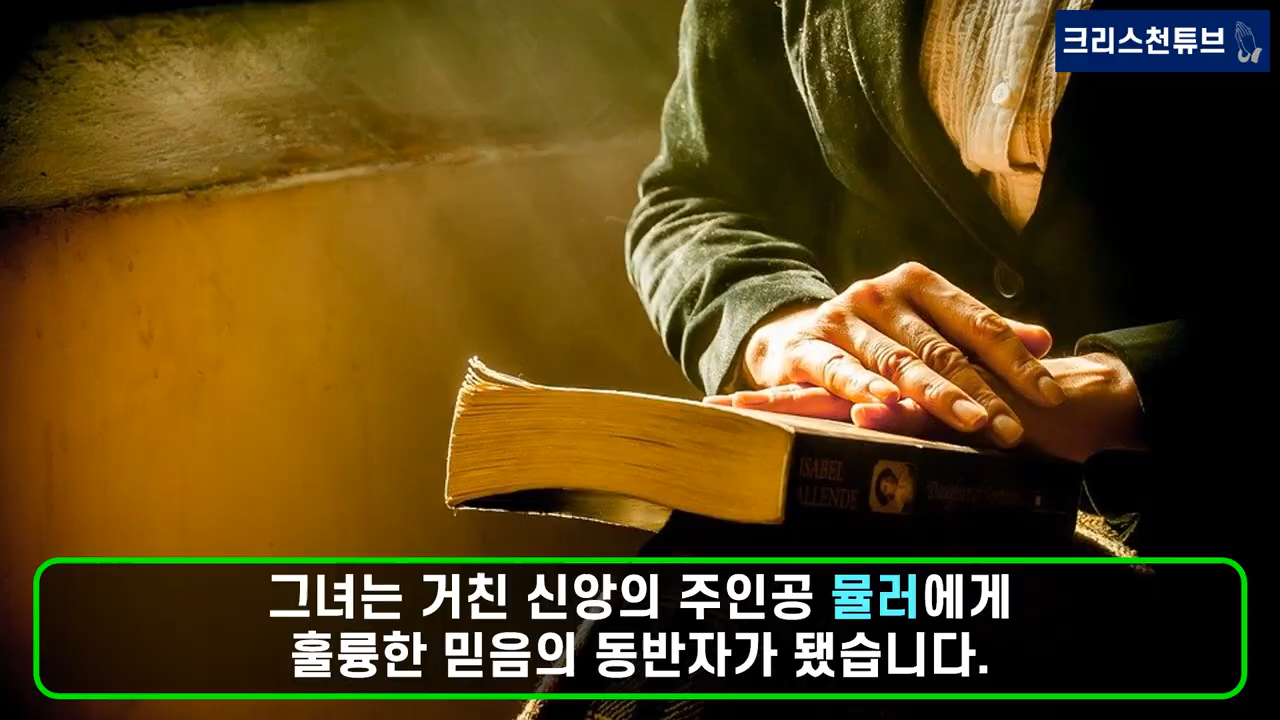 크리스천튜브
ISABEL
ALLENDE
그녀는 거친 신앙의 주인공 뮬러에게
훌륭한 믿음의 동반자가 됐습니다.